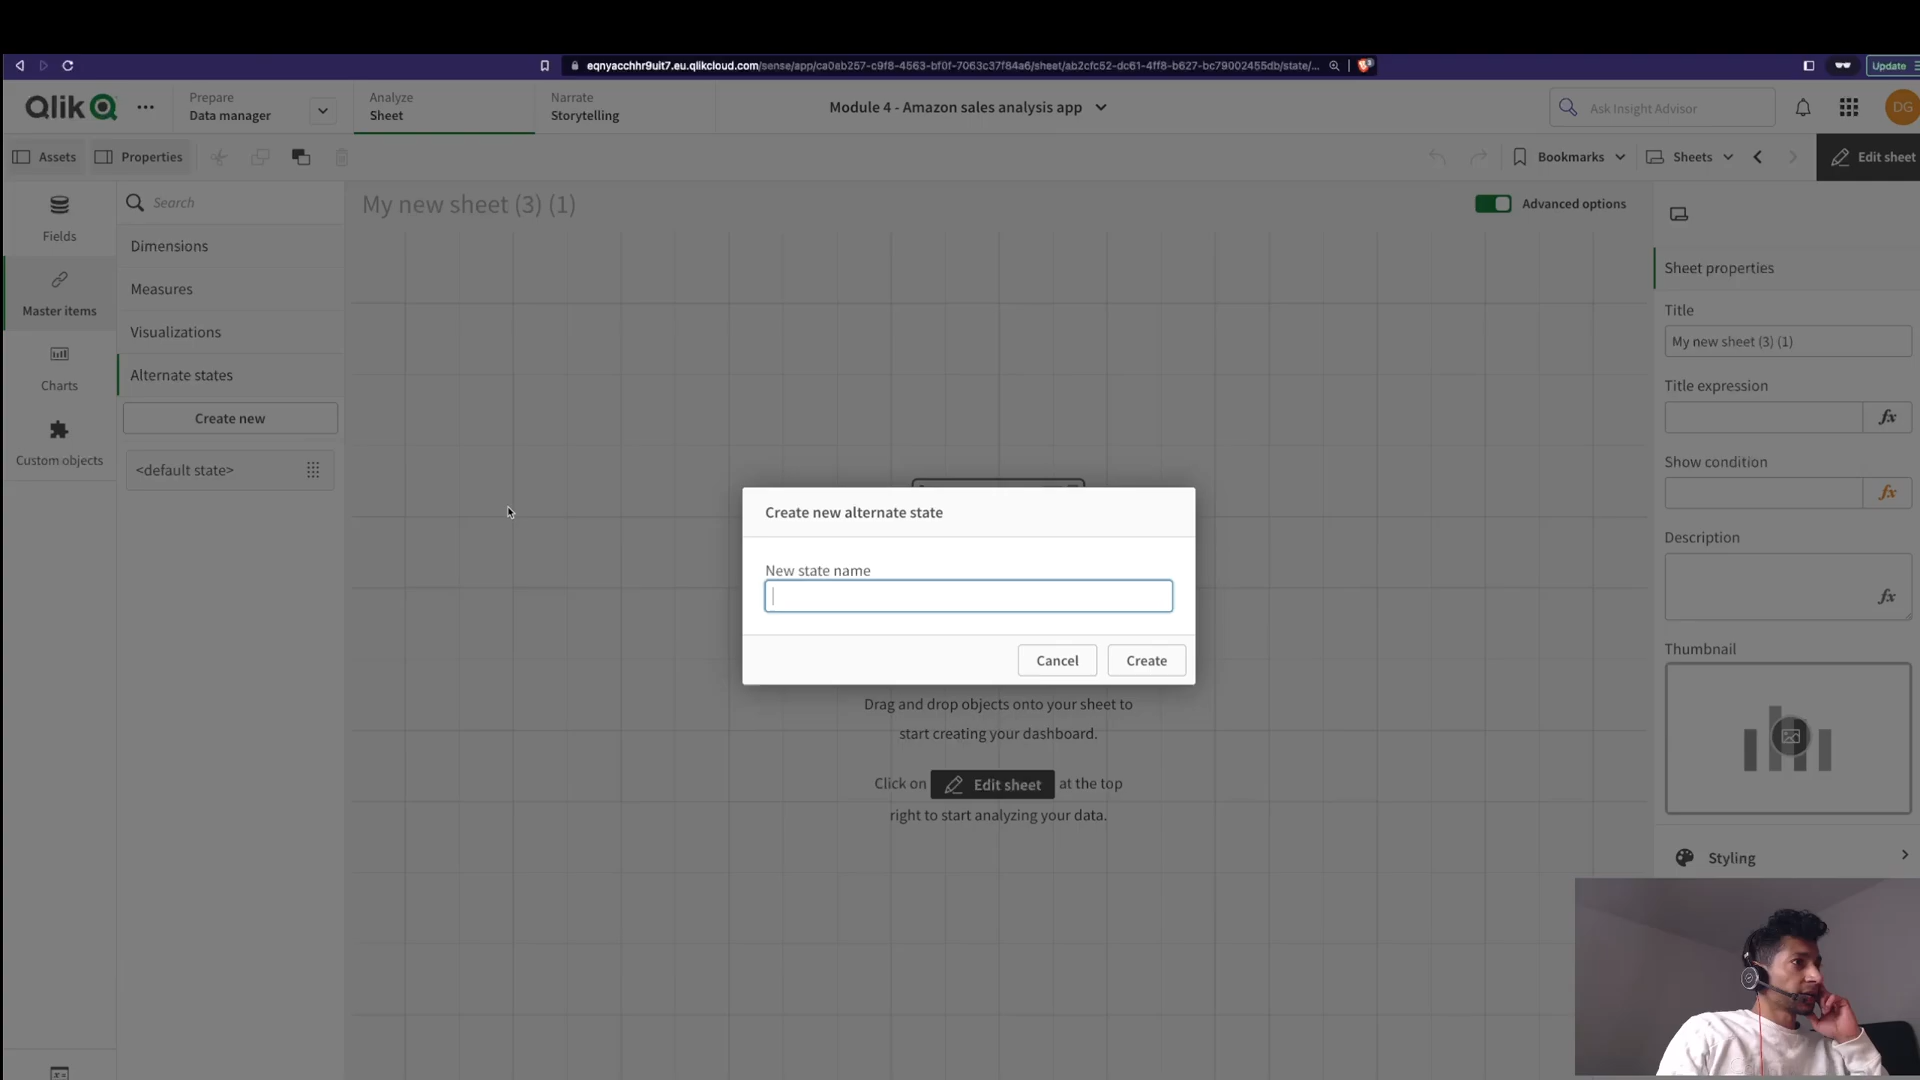 eqnyacchhr9ult7.eu.qlikcloud.com/sense/app/ca0ab257-c9f8-4563-bf0f-7063c37f84a6/sheet/ab2cfc52-dc61-4ff8-b627-bc79002455db/state/...
Update
Qlik
Prepare
Data manager
Analyze
Sheet
Narrate
Storytelling
Module 4 - Amazon sales analysis app
Ask Insight Advisor
DG
Assets
Properties
Bookmarks
Sheets
Edit sheet
Fields
Master items
Charts
Custom objects
Search
Dimensions
Measures
Visualizations
Alternate states
Create new
<default state>
My new sheet (3) (1)
Advanced options
Create new alternate state
New state name
Cancel
Create
Drag and drop objects onto your sheet to
start creating your dashboard.
Click on Edit sheet at the top
right to start analyzing your data.
Sheet properties
Title
My new sheet (3) (1)
Title expression
fx
Show condition
fx
Description
fx
Thumbnail
Styling